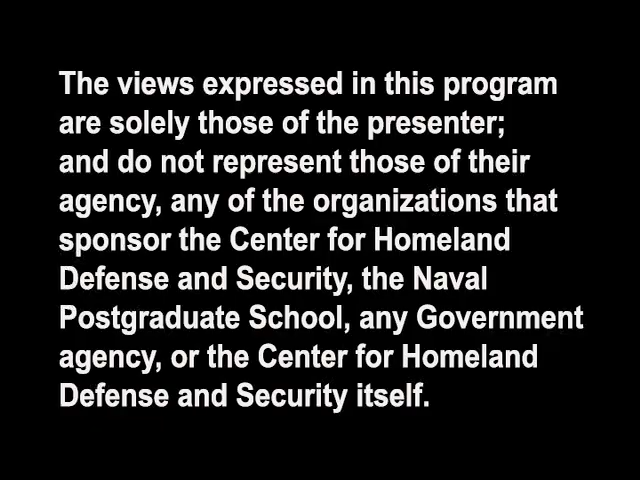 The views expressed in this program
are solely those of the presenter;
and do not represent those of their
agency, any of the organizations that
sponsor the Center for Homeland
Defense and Security, the Naval
Postgraduate School, any Government
agency, or the Center for Homeland
Defense and Security itself.